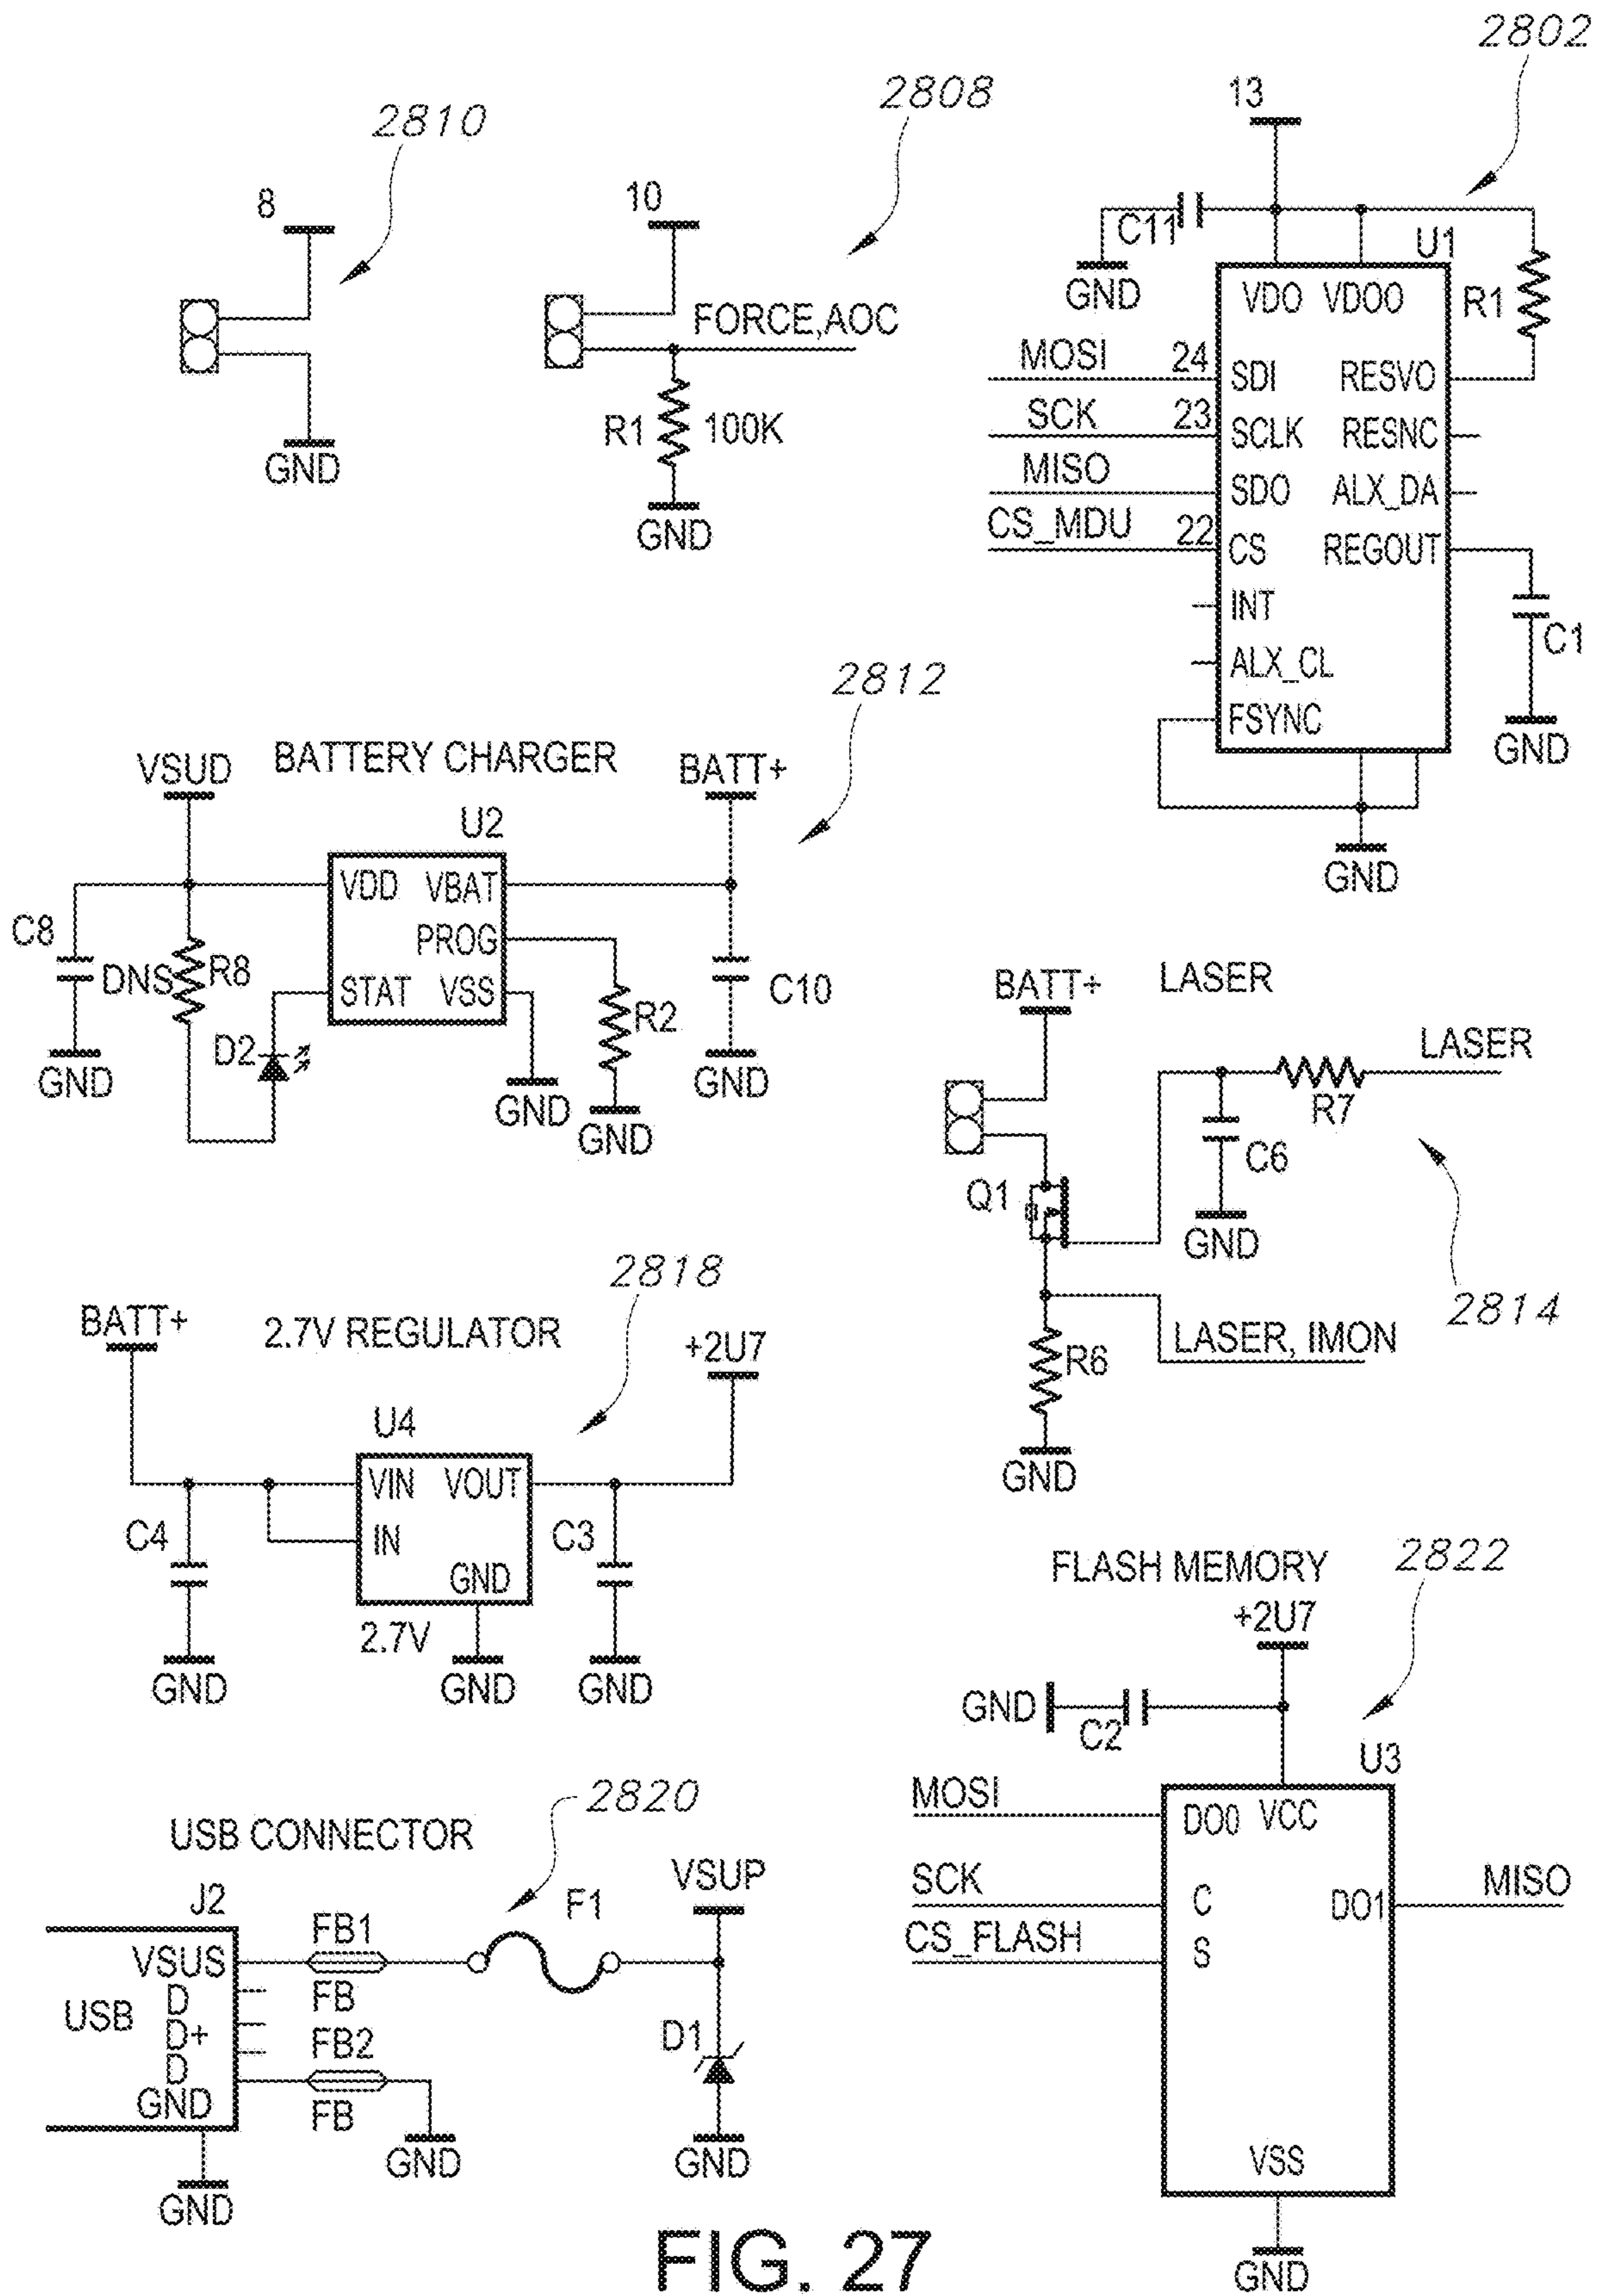 2810
8
GND
2808
10
FORCE,AOC
R1 100K
GND
2802
13
C11
GND
U1
R1
VDO VDOO
MOSI 24 SDI RESVO
SCK 23 SCLK RESNC
MISO SDO ALX_DA
CS_MDU 22 CS REGOUT
INT
ALX_CL
FSYNC
C1
GND
GND
2812
VSUD BATTERY CHARGER BATT+
U2
VDD VBAT
PROG
STAT VSS
C8
DNS R8
D2
R2
C10
GND
GND
GND
GND
BATT+ LASER
LASER
R7
C6
Q1
GND
2814
LASER, IMON
R6
GND
2818
BATT+ 2.7V REGULATOR +2U7
U4
VIN VOUT
IN
GND
C4
C3
2.7V
GND GND GND
FLASH MEMORY 2822
+2U7
GND
C2
U3
MOSI DO0 VCC
SCK C DO1 MISO
CS_FLASH S
VSS
GND
2820
USB CONNECTOR
J2
F1
VSUP
FB1
VSUS
FB
D
USB D+
FB2
D
GND
FB
D1
GND
GND
GND
FIG. 27